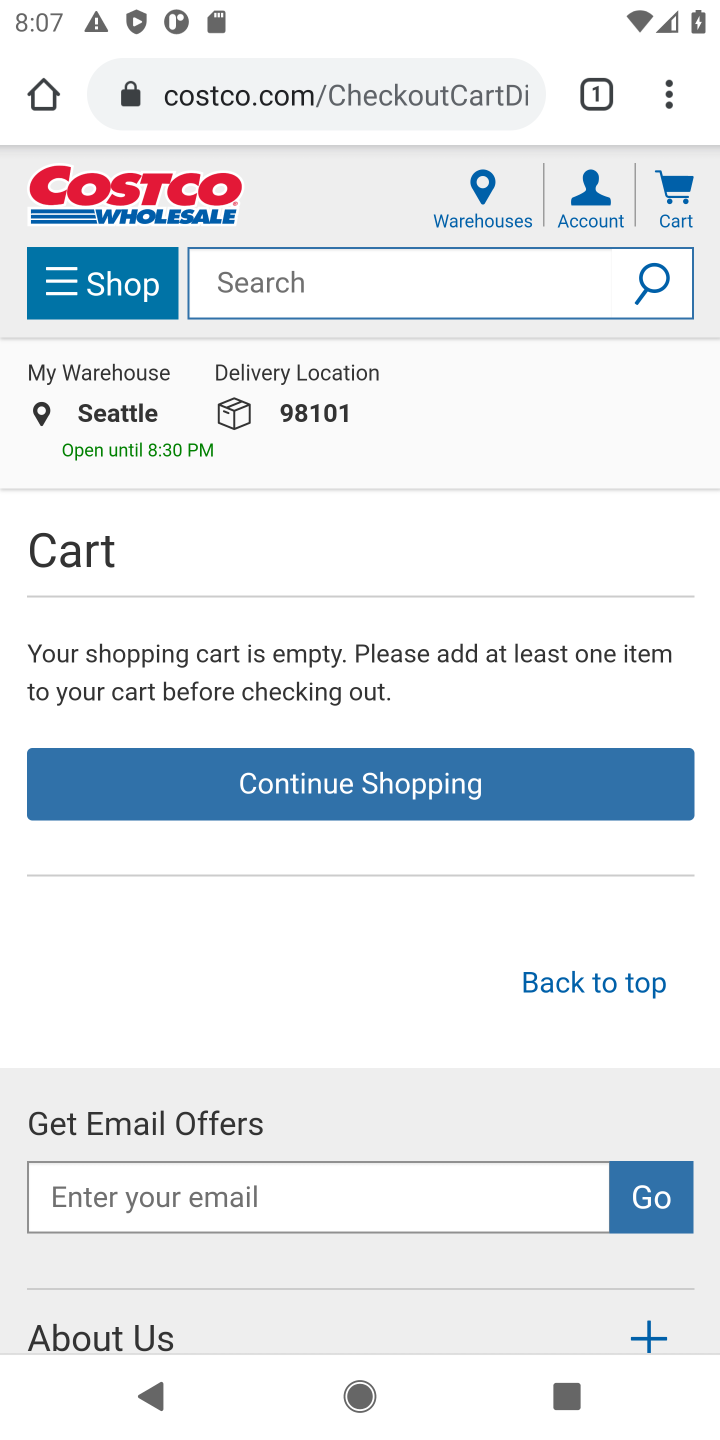 8:07
costco.com/CheckoutCartDi
1
COSTCO
WHOLESALE
Warehouses
Account
Cart
Shop
Search
My Warehouse
Delivery Location
Seattle
98101
Open until 8:30 PM
Cart
Your shopping cart is empty. Please add at least one item
to your cart before checking out.
Continue Shopping
Back to top
Get Email Offers
Enter your email
Go
About Us